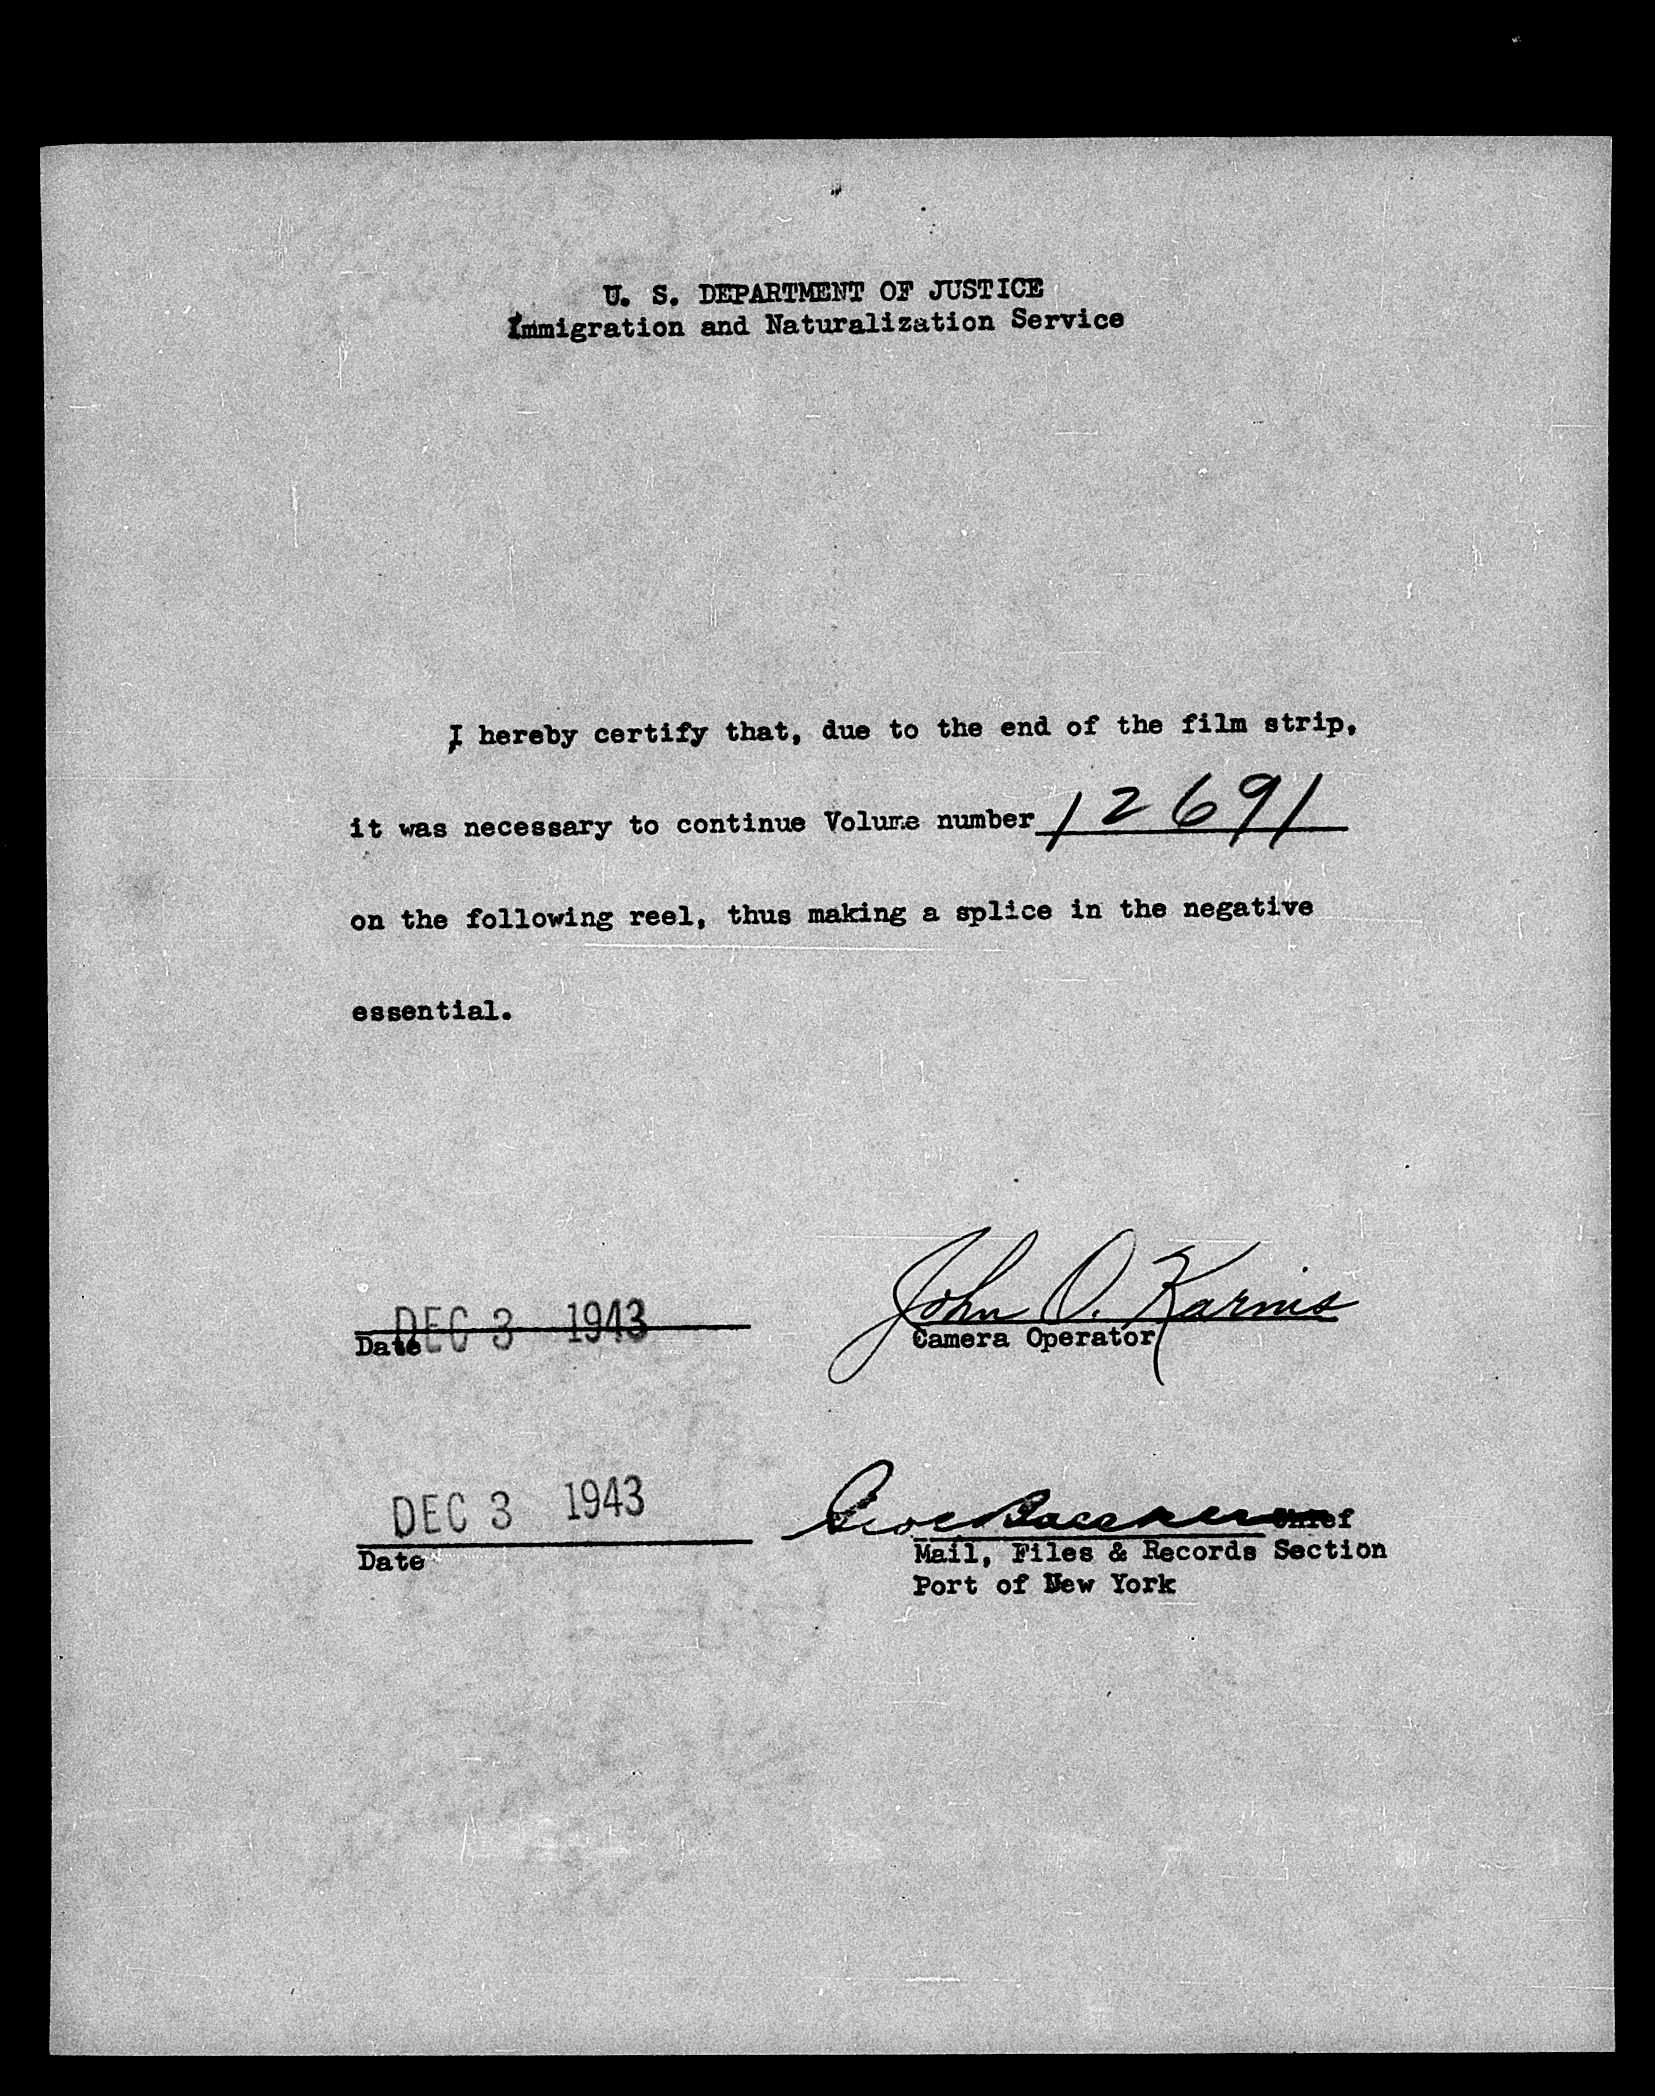 U. S. DEPARTMENT OF JUSTICE
Immigration and Naturalization Service
I hereby certify that, due to the end of the film strip,
it was necessary to continue Volume number 12691
on the following reel, thus making a splice in the negative
essential.
DEC 3 1943
Date
John O. Karnis
Camera Operator
DEC 3 1943
Date
Chief
Mail, Files & Records Section
Port of New York